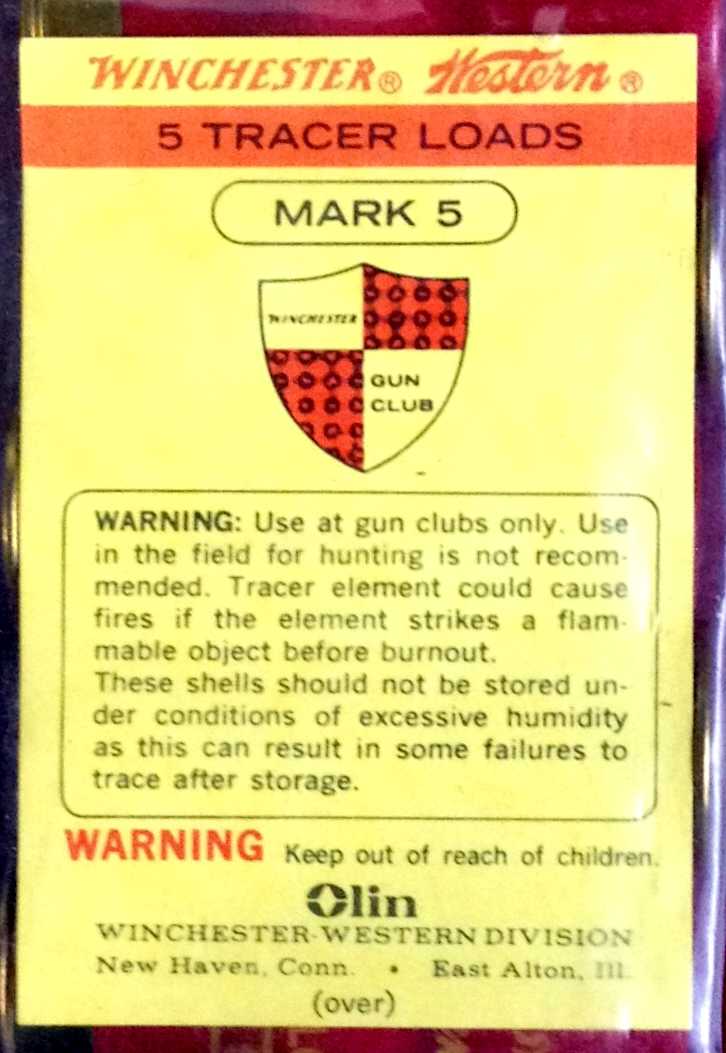 WINCHESTER® Western®
5 TRACER LOADS
MARK 5
WINCHESTER
GUN
CLUB
WARNING: Use at gun clubs only. Use
in the field for hunting is not recom-
mended. Tracer element could cause
fires if the element strikes a flam-
mable object before burnout.
These shells should not be stored un-
der conditions of excessive humidity
as this can result in some failures to
trace after storage.
WARNING Keep out of reach of children.
Olin
WINCHESTER-WESTERN DIVISION
New Haven, Conn. • East Alton, Ill.
(over)